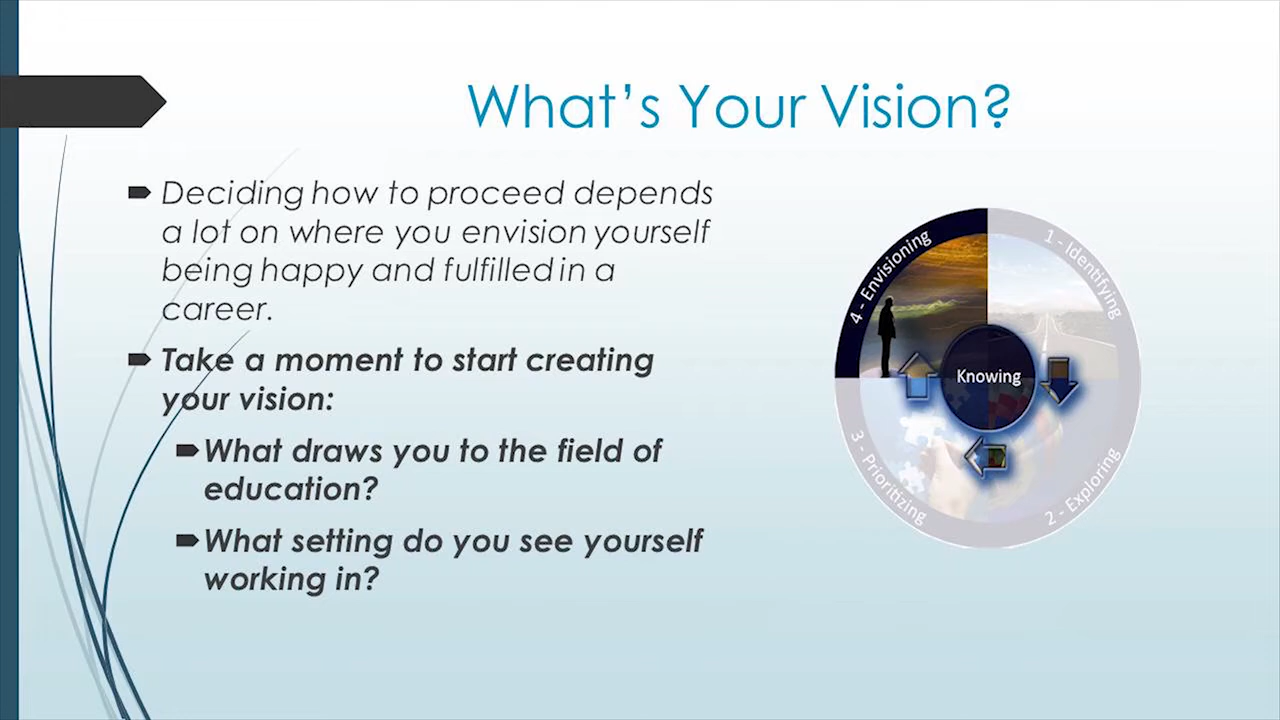 What's Your Vision?
Deciding how to proceed depends
a lot on where you envision yourself
being happy and fulfilled in a
career.
Take a moment to start creating
your vision:
What draws you to the field of
education?
What setting do you see yourself
working in?
4 - Envisioning
1 - Identifying
Knowing
3 - Prioritizing
2 - Exploring